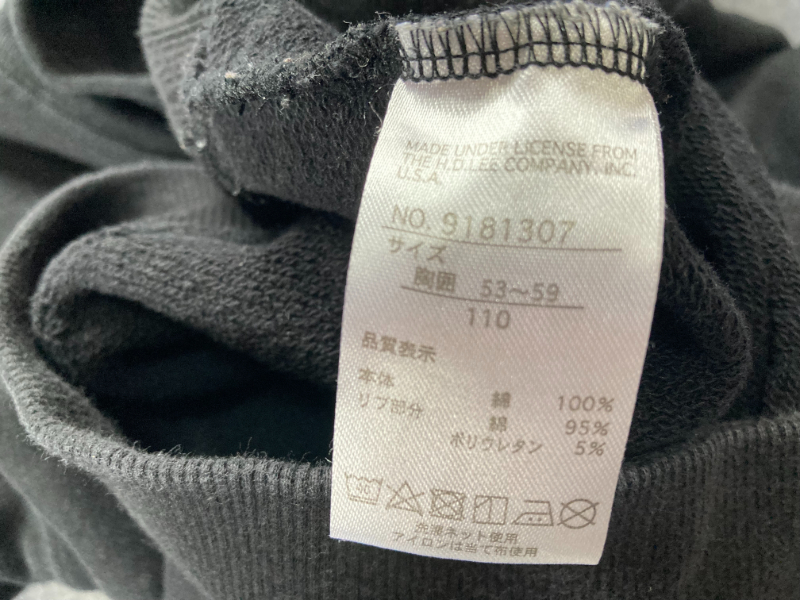 MADE UNDER LICENSE FROM
THE H.D.LEE COMPANY, INC.
U.S.A.
NO. 9181307
サイズ
胸囲 53~59
110
品質表示
本体 綿 100%
リブ部分 綿 95%
ポリウレタン 5%
洗濯ネット使用
アイロンは当て布使用